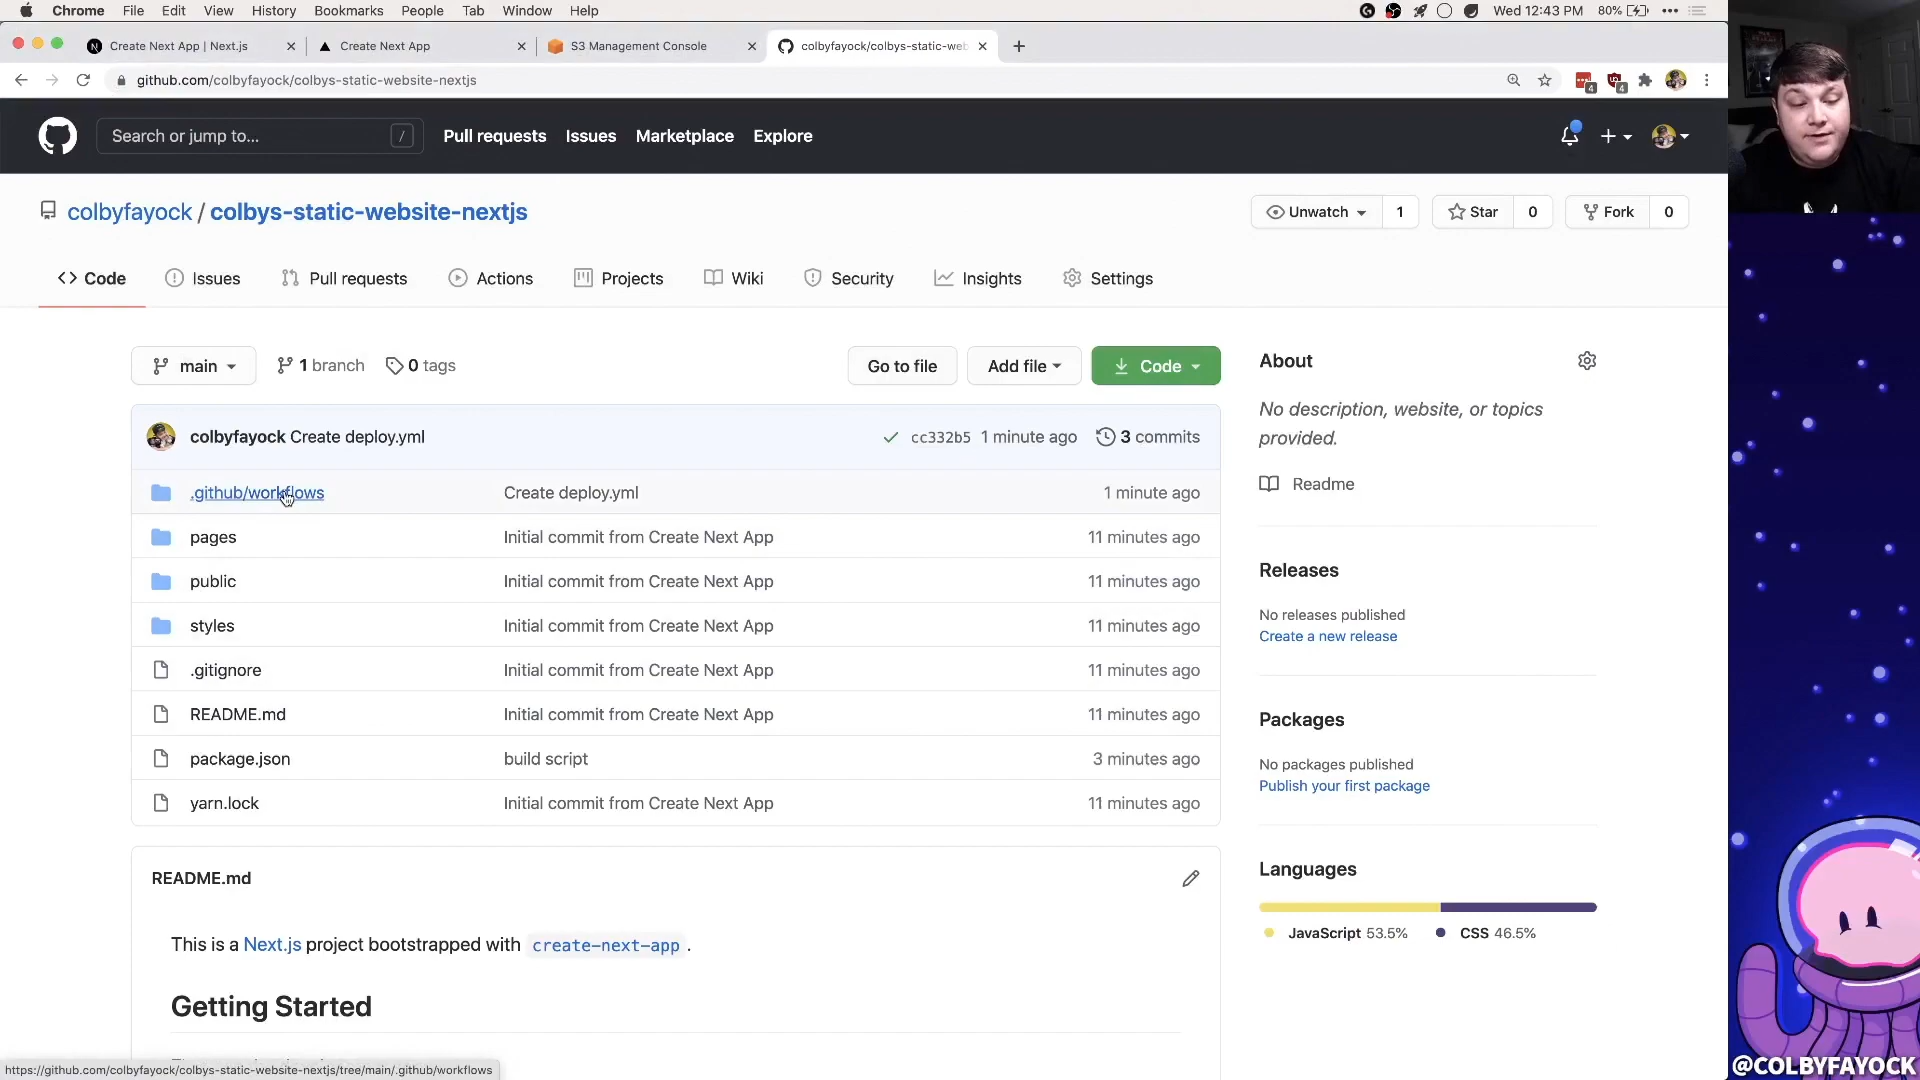 Chrome File Edit View History Bookmarks People Tab Window Help
Wed 12:43 PM 80%
Create Next App | Next.js
Create Next App
S3 Management Console
colbyfayock/colbys-static-web
github.com/colbyfayock/colbys-static-website-nextjs
4
4
Search or jump to... /
Pull requests Issues Marketplace Explore
colbyfayock / colbys-static-website-nextjs
Unwatch 1 Star 0 Fork 0
Code Issues Pull requests Actions Projects Wiki Security Insights Settings
main 1 branch 0 tags
Go to file Add file Code
colbyfayock Create deploy.yml cc332b5 1 minute ago 3 commits
.github/workflows Create deploy.yml 1 minute ago
pages Initial commit from Create Next App 11 minutes ago
public Initial commit from Create Next App 11 minutes ago
styles Initial commit from Create Next App 11 minutes ago
.gitignore Initial commit from Create Next App 11 minutes ago
README.md Initial commit from Create Next App 11 minutes ago
package.json build script 3 minutes ago
yarn.lock Initial commit from Create Next App 11 minutes ago
README.md
This is a Next.js project bootstrapped with create-next-app .
Getting Started
About
No description, website, or topics
provided.
Readme
Releases
No releases published
Create a new release
Packages
No packages published
Publish your first package
Languages
JavaScript 53.5% CSS 46.5%
https://github.com/colbyfayock/colbys-static-website-nextjs/tree/main/.github/workflows
@COLBYFAYOCK